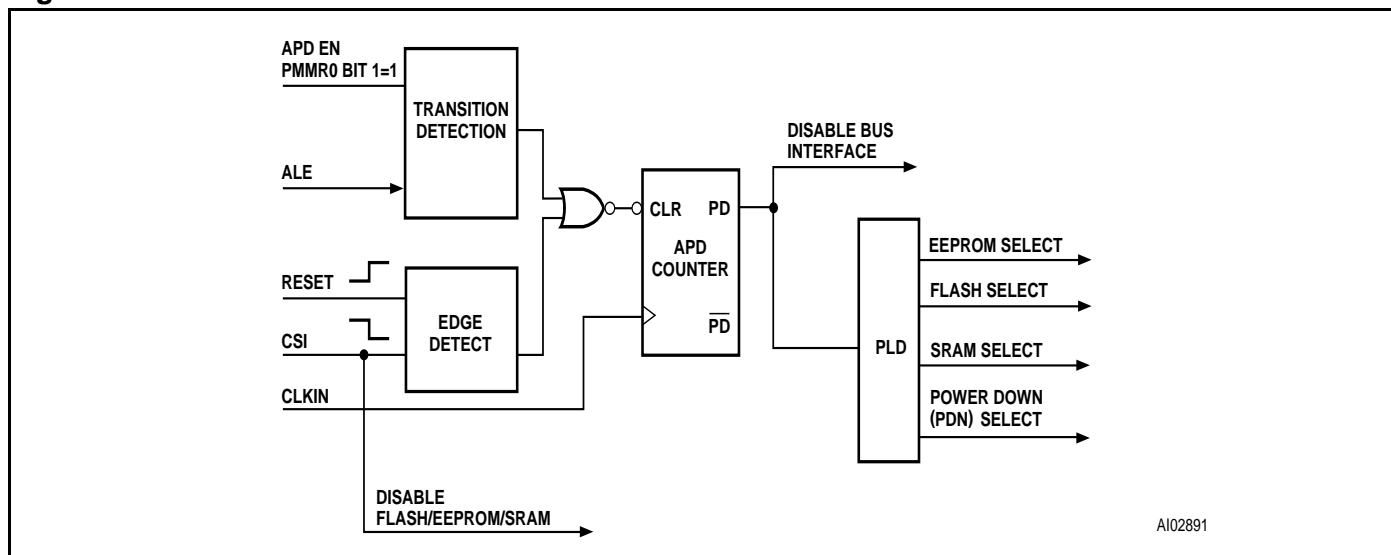 APD EN
PMMR0 BIT 1=1
TRANSITION
DETECTION
ALE
DISABLE BUS
INTERFACE
CLR PD
APD
COUNTER
PD
RESET
EDGE
DETECT
CSI
CLKIN
PLD
EEPROM SELECT
FLASH SELECT
SRAM SELECT
POWER DOWN
(PDN) SELECT
DISABLE
FLASH/EEPROM/SRAM
AI02891